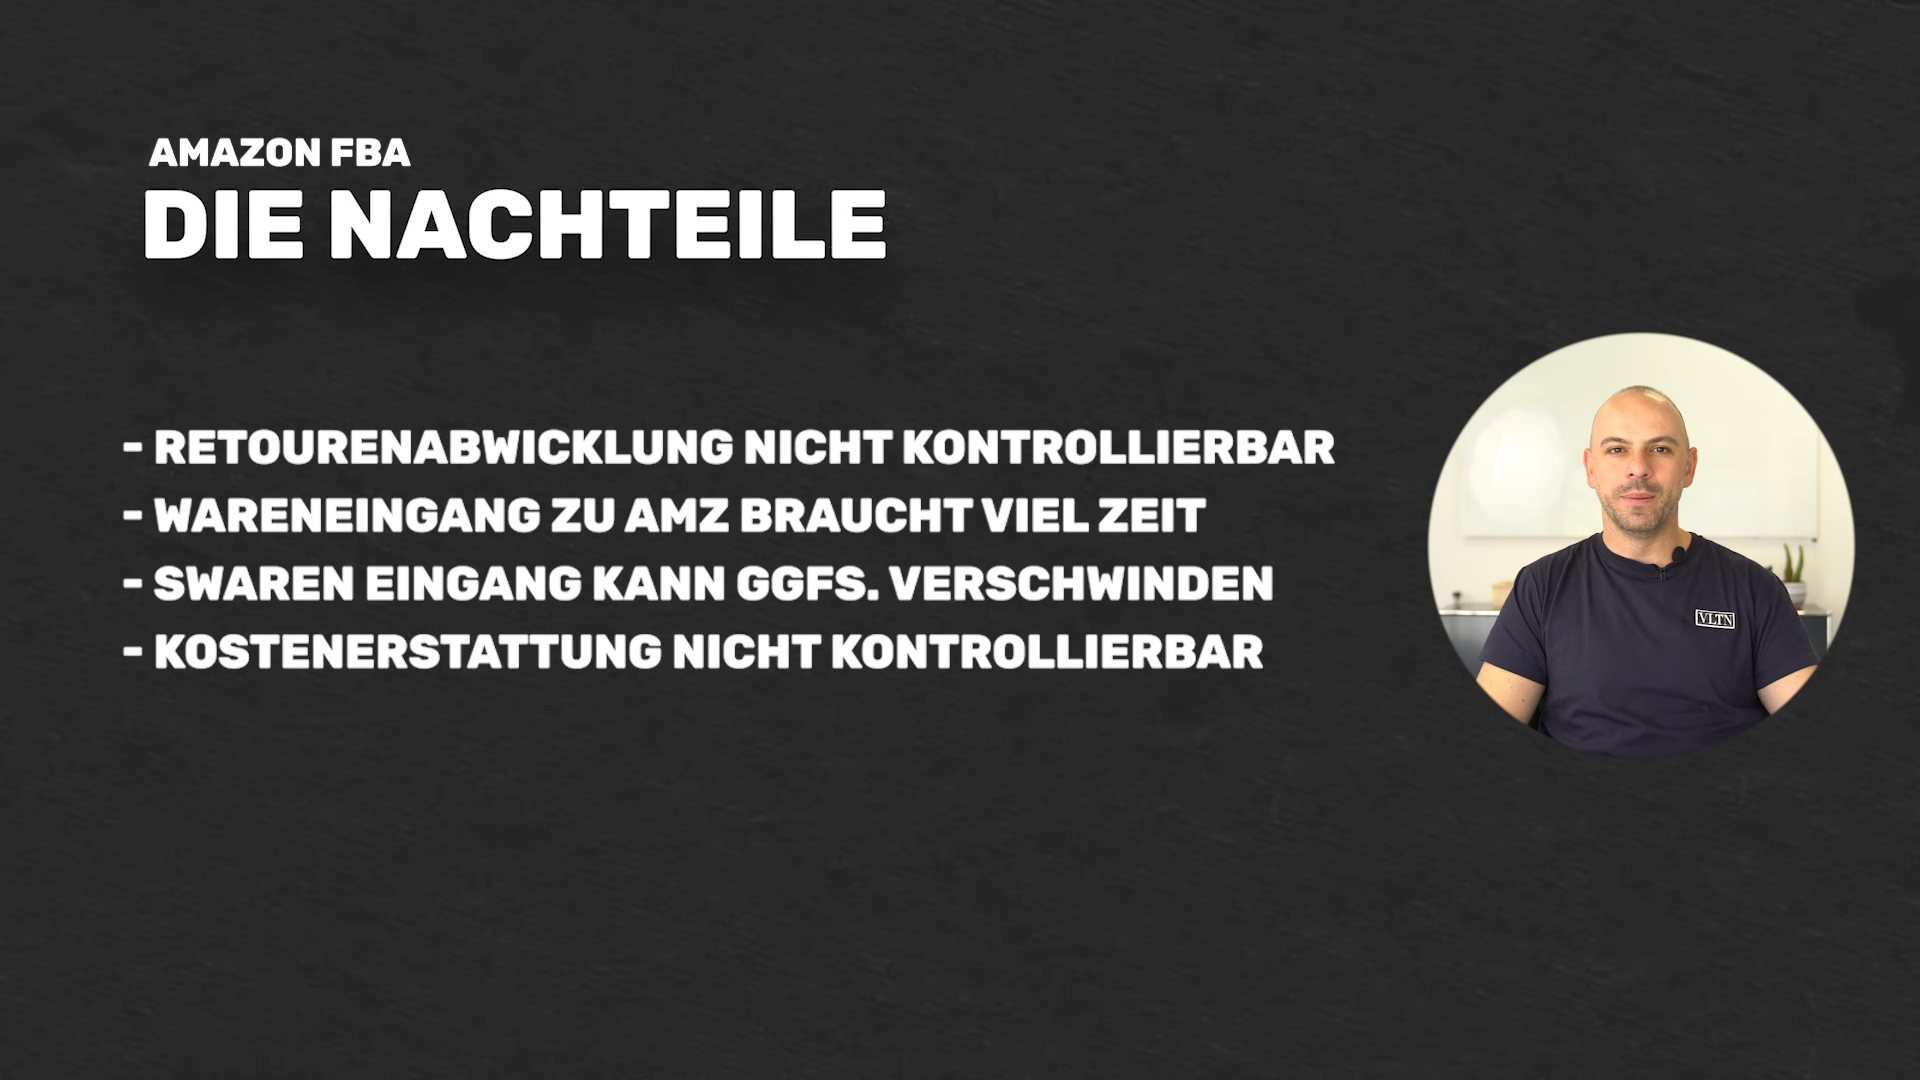 AMAZON FBA
DIE NACHTEILE
- RETOURENABWICKLUNG NICHT KONTROLLIERBAR
- WARENEINGANG ZU AMZ BRAUCHT VIEL ZEIT
- SWAREN EINGANG KANN GGFS. VERSCHWINDEN
- KOSTENERSTATTUNG NICHT KONTROLLIERBAR
VLTN